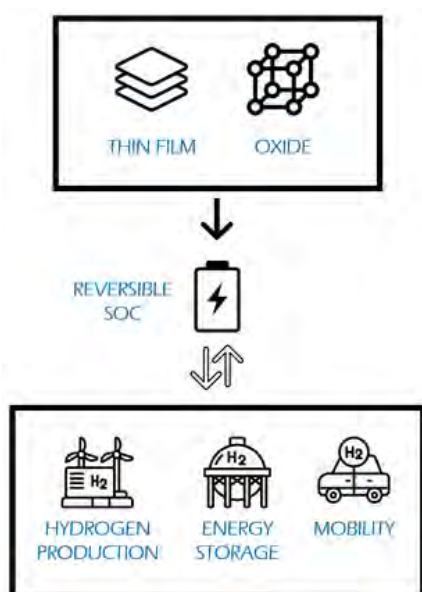 THIN FILM OXIDE
REVERSIBLE
SOC
H2 H2 H2
HYDROGEN ENERGY MOBILITY
PRODUCTION STORAGE